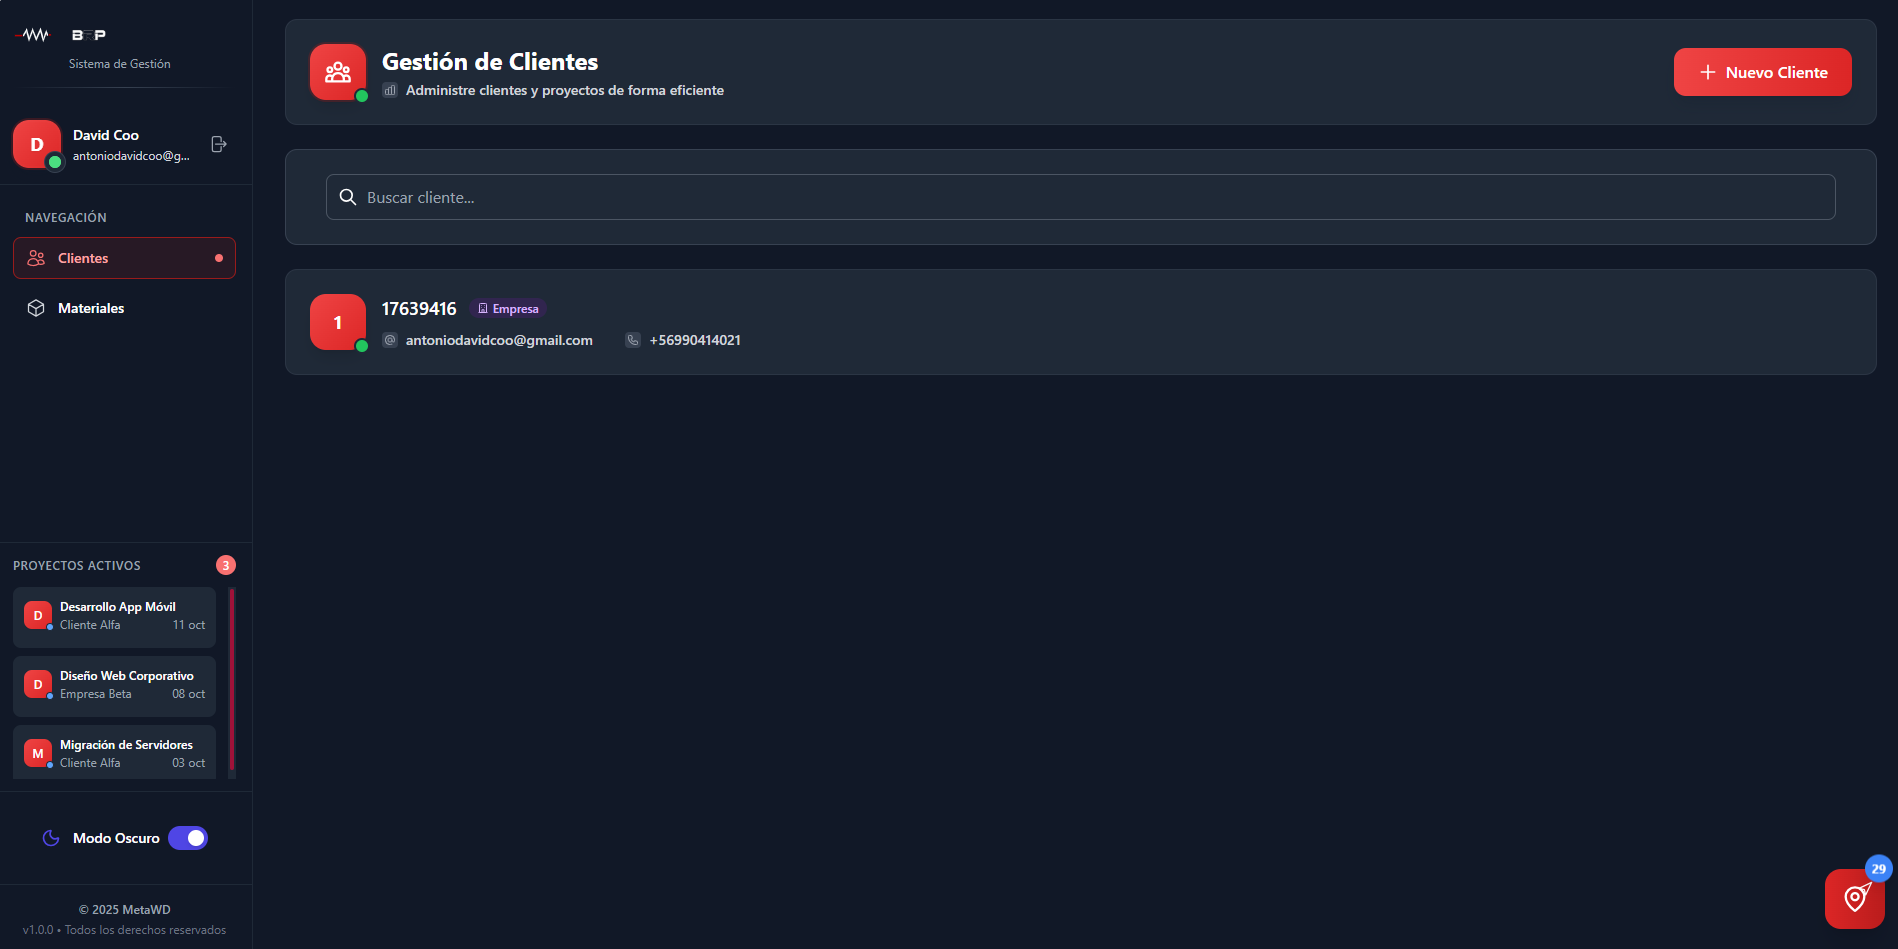 Sistema de Gestión
D
David Coo
antoniodavidcoo@g...
NAVEGACIÓN
Clientes
Materiales
PROYECTOS ACTIVOS
3
D
Desarrollo App Móvil
Cliente Alfa
11 oct
D
Diseño Web Corporativo
Empresa Beta
08 oct
M
Migración de Servidores
Cliente Alfa
03 oct
Modo Oscuro
© 2025 MetaWD
v1.0.0 • Todos los derechos reservados
Gestión de Clientes
Administre clientes y proyectos de forma eficiente
Nuevo Cliente
Buscar cliente...
1
17639416
Empresa
antoniodavidcoo@gmail.com
+56990414021
29